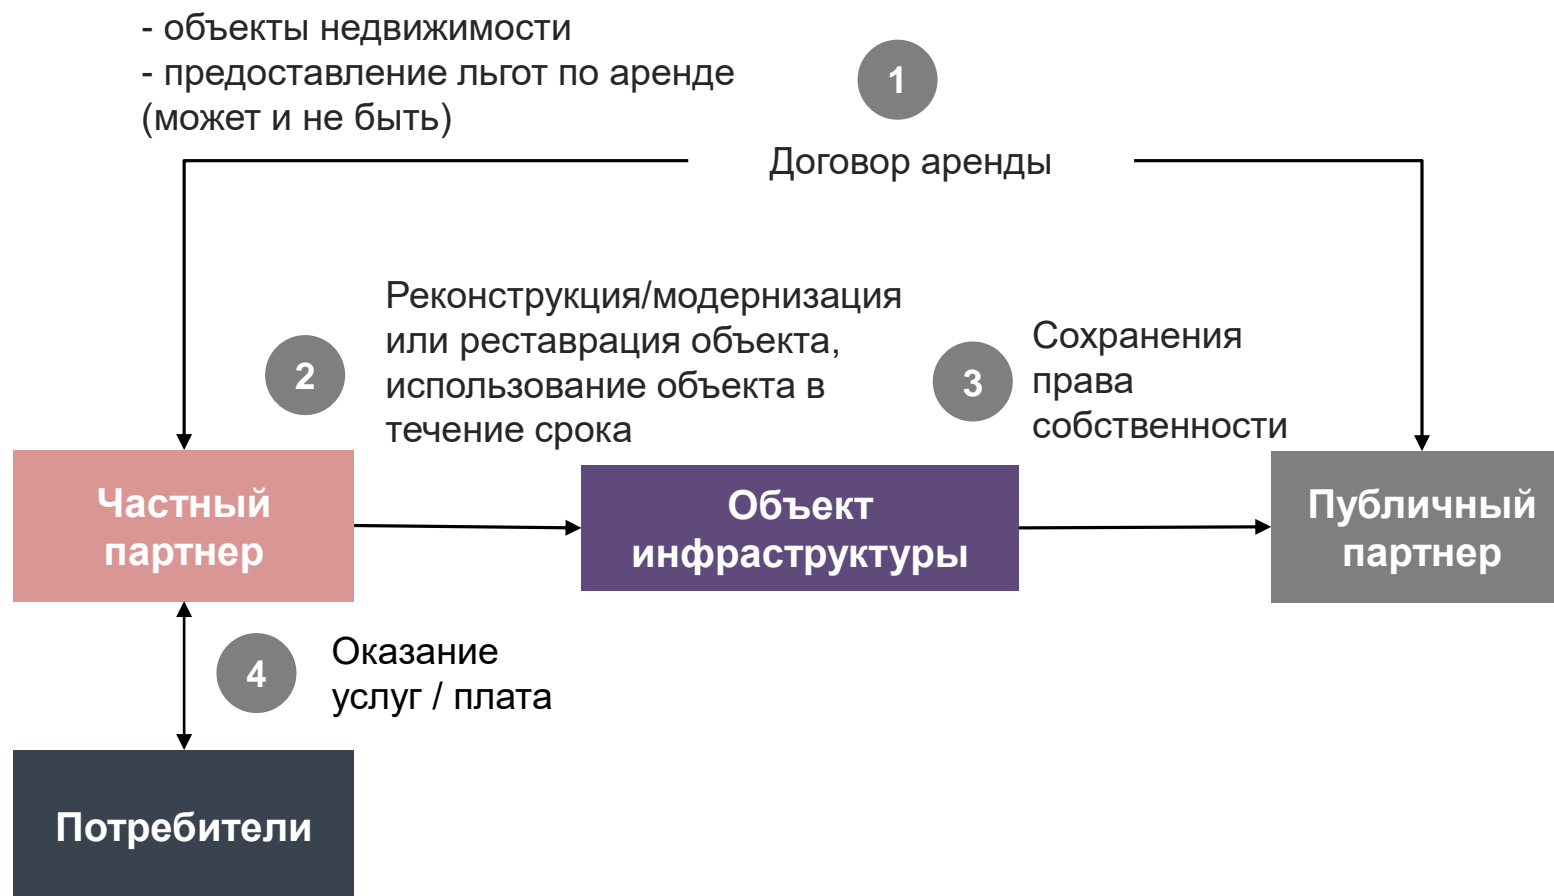 - объекты недвижимости
- предоставление льгот по аренде
(может и не быть)
1
Договор аренды
2
Реконструкция/модернизация
или реставрация объекта,
использование объекта в
течение срока
3
Сохранения
права
собственности
Частный
партнер
Объект
инфраструктуры
Публичный
партнер
4
Оказание
услуг / плата
Потребители